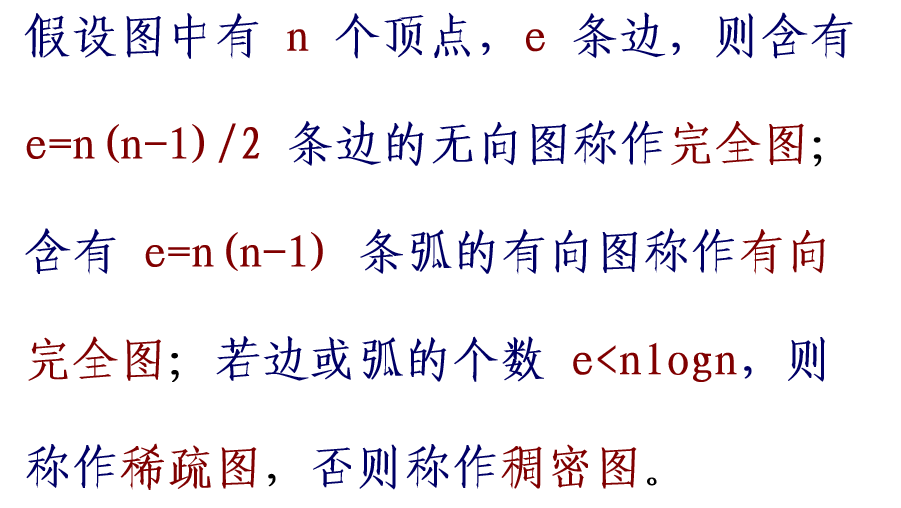 假设图中有 n 个顶点，e 条边，则含有
e=n(n-1)/2 条边的无向图称作完全图；
含有 e=n(n-1) 条弧的有向图称作有向
完全图；若边或弧的个数 e<nlogn，则
称作稀疏图，否则称作稠密图。